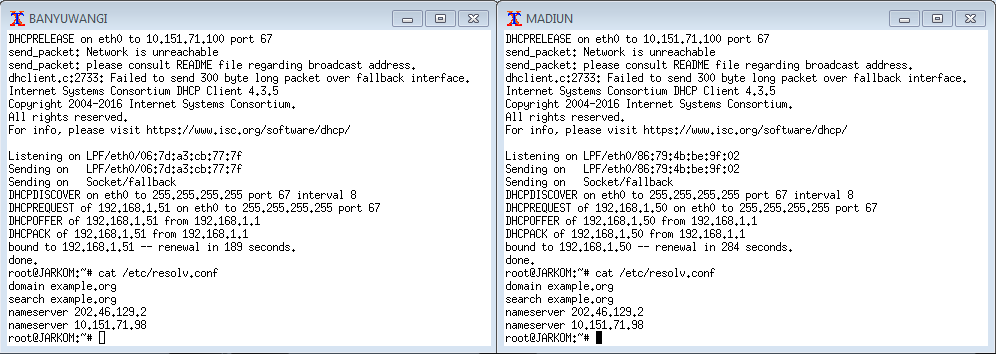 BANYUWANGI
DHCPRELEASE on eth0 to 10.151.71.100 port 67
send_packet: Network is unreachable
send_packet: please consult README file regarding broadcast address.
dhclient.c:2733: Failed to send 300 byte long packet over fallback interface.
Internet Systems Consortium DHCP Client 4.3.5
Copyright 2004-2016 Internet Systems Consortium.
All rights reserved.
For info, please visit https://www.isc.org/software/dhcp/
Listening on LPF/eth0/06:7d:a3:cb:77:7f
Sending on   LPF/eth0/06:7d:a3:cb:77:7f
Sending on   Socket/fallback
DHCPDISCOVER on eth0 to 255.255.255.255 port 67 interval 8
DHCPREQUEST of 192.168.1.51 on eth0 to 255.255.255.255 port 67
DHCPOFFER of 192.168.1.51 from 192.168.1.1
DHCPACK of 192.168.1.51 from 192.168.1.1
bound to 192.168.1.51 -- renewal in 189 seconds.
done.
root@JARKOM:~# cat /etc/resolv.conf
domain example.org
search example.org
nameserver 202.46.129.2
nameserver 10.151.71.98
root@JARKOM:~#
MADIUN
DHCPRELEASE on eth0 to 10.151.71.100 port 67
send_packet: Network is unreachable
send_packet: please consult README file regarding broadcast address.
dhclient.c:2733: Failed to send 300 byte long packet over fallback interface.
Internet Systems Consortium DHCP Client 4.3.5
Copyright 2004-2016 Internet Systems Consortium.
All rights reserved.
For info, please visit https://www.isc.org/software/dhcp/
Listening on LPF/eth0/86:79:4b:be:9f:02
Sending on   LPF/eth0/86:79:4b:be:9f:02
Sending on   Socket/fallback
DHCPDISCOVER on eth0 to 255.255.255.255 port 67 interval 8
DHCPREQUEST of 192.168.1.50 on eth0 to 255.255.255.255 port 67
DHCPOFFER of 192.168.1.50 from 192.168.1.1
DHCPACK of 192.168.1.50 from 192.168.1.1
bound to 192.168.1.50 -- renewal in 284 seconds.
done.
root@JARKOM:~# cat /etc/resolv.conf
domain example.org
search example.org
nameserver 202.46.129.2
nameserver 10.151.71.98
root@JARKOM:~#